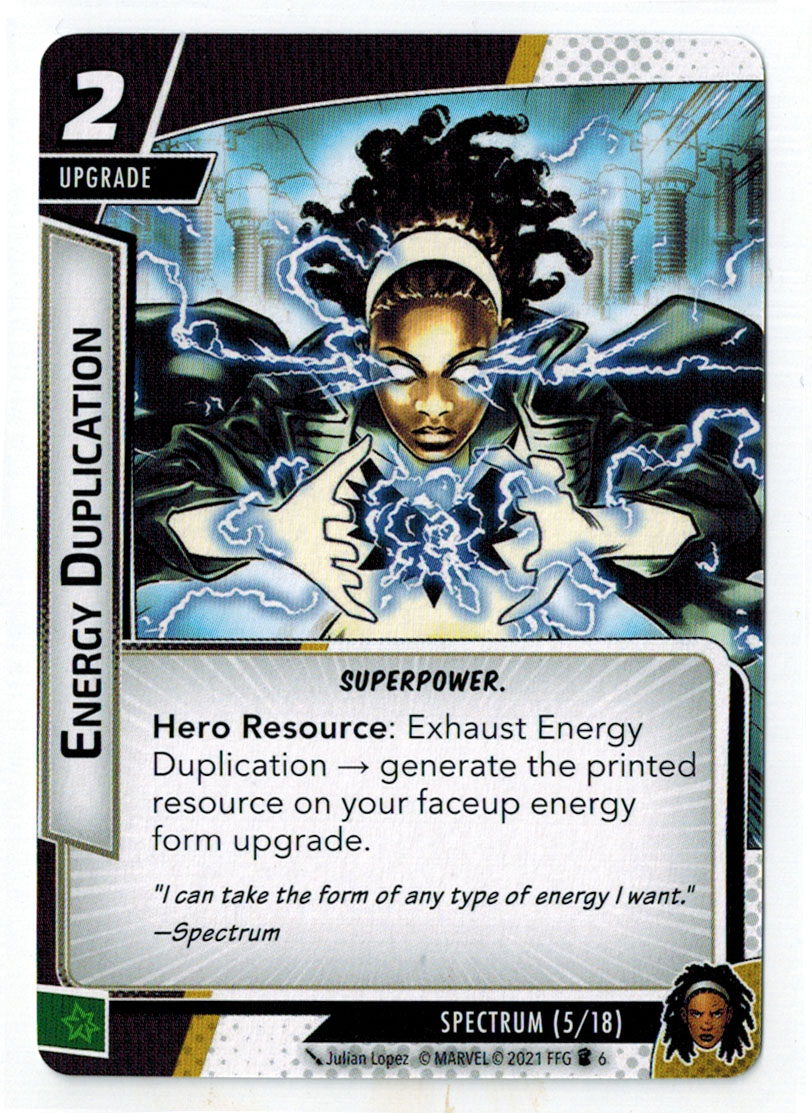 2
UPGRADE
ENERGY DUPLICATION
SUPERPOWER.
Hero Resource: Exhaust Energy
Duplication → generate the printed
resource on your faceup energy
form upgrade.
"I can take the form of any type of energy I want."
—Spectrum
SPECTRUM (5/18)
Julian Lopez © MARVEL © 2021 FFG 6